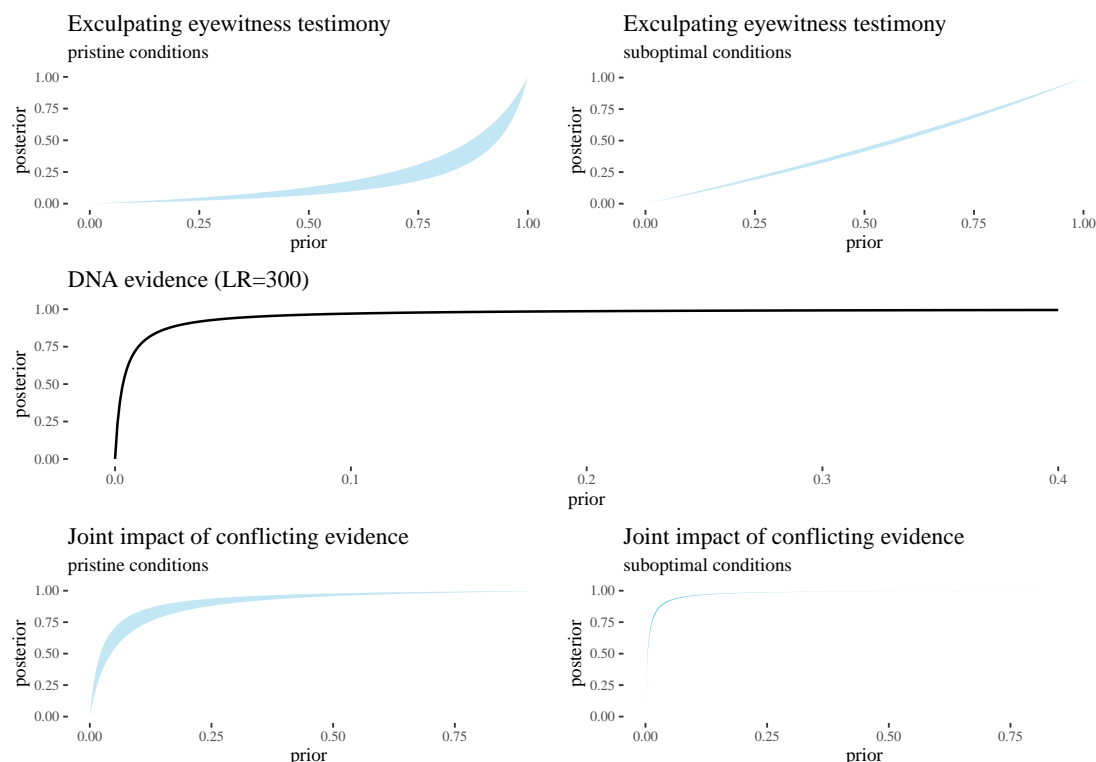 Exculpating eyewitness testimony
pristine conditions
1.00
0.75
0.50
0.25
0.00
posterior
0.00 0.25 0.50 0.75 1.00
prior
Exculpating eyewitness testimony
suboptimal conditions
1.00
0.75
0.50
0.25
0.00
posterior
0.00 0.25 0.50 0.75 1.00
prior
DNA evidence (LR=300)
1.00
0.75
0.50
0.25
0.00
posterior
0.0 0.1 0.2 0.3 0.4
prior
Joint impact of conflicting evidence
pristine conditions
1.00
0.75
0.50
0.25
0.00
posterior
0.00 0.25 0.50 0.75
prior
Joint impact of conflicting evidence
suboptimal conditions
1.00
0.75
0.50
0.25
0.00
posterior
0.00 0.25 0.50 0.75
prior